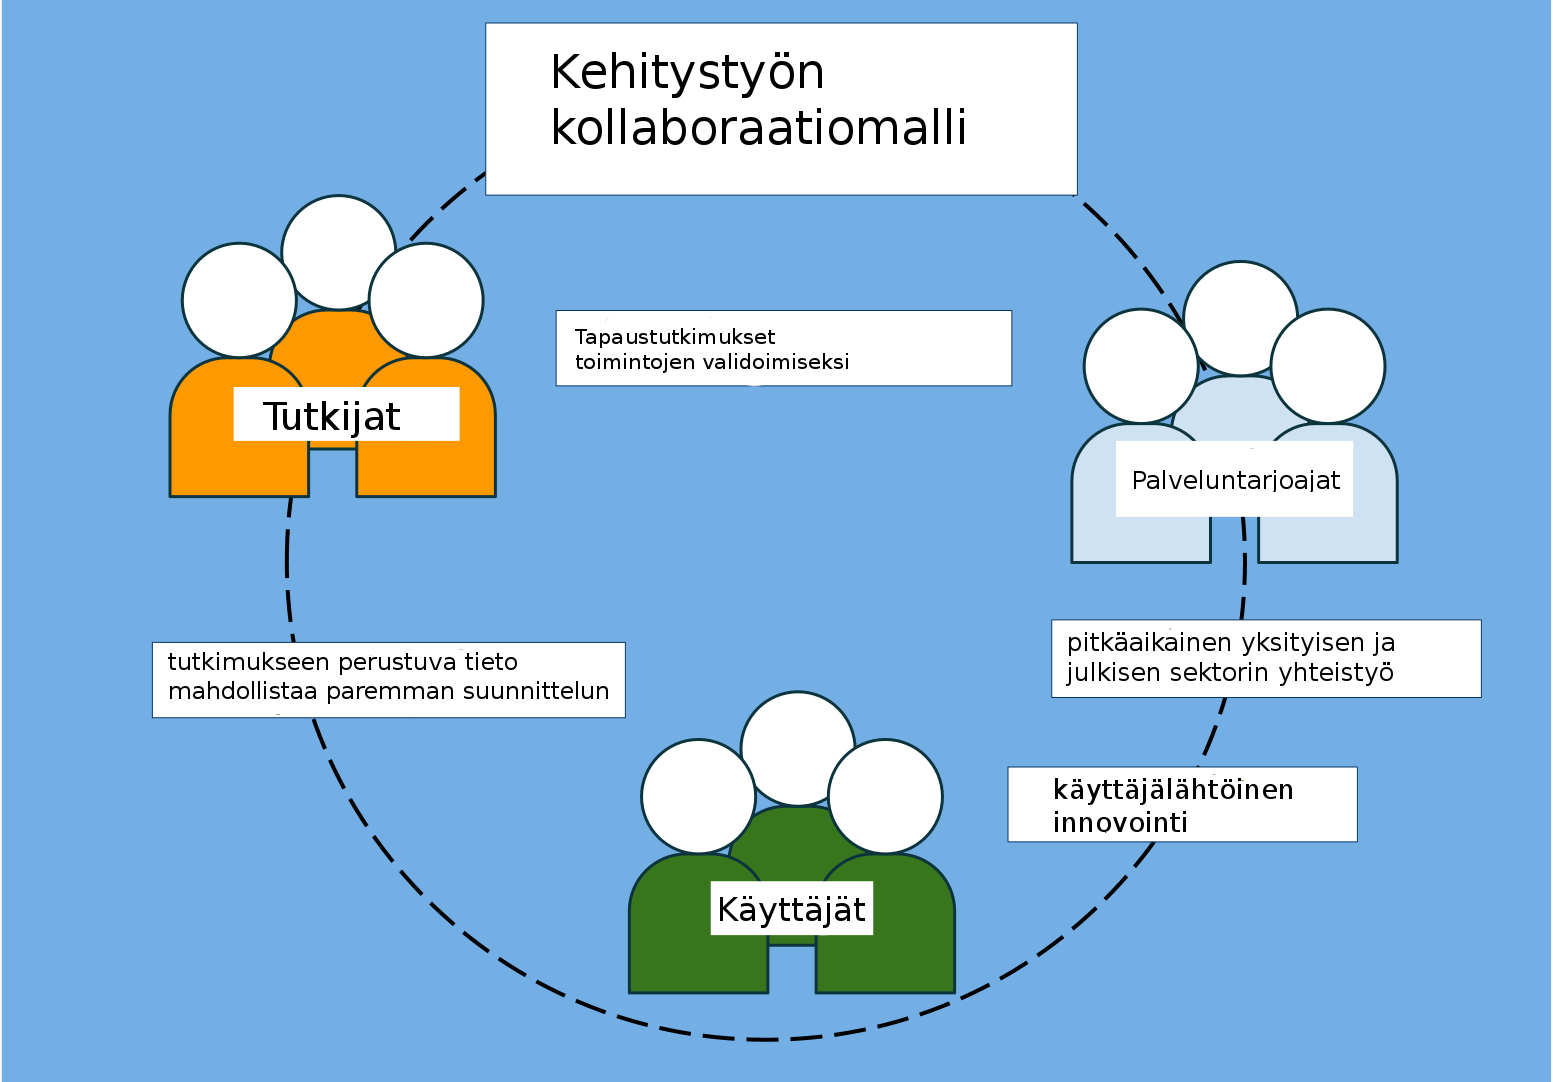 Kehitystyön
kollaboraatiomalli
Tapaustutkimukset
toimintojen validoimiseksi
Tutkijat
Palveluntarjoajat
tutkimukseen perustuva tieto
mahdollistaa paremman suunnittelun
pitkäaikainen yksityisen ja
julkisen sektorin yhteistyö
käyttäjälähtöinen
innovointi
Käyttäjät